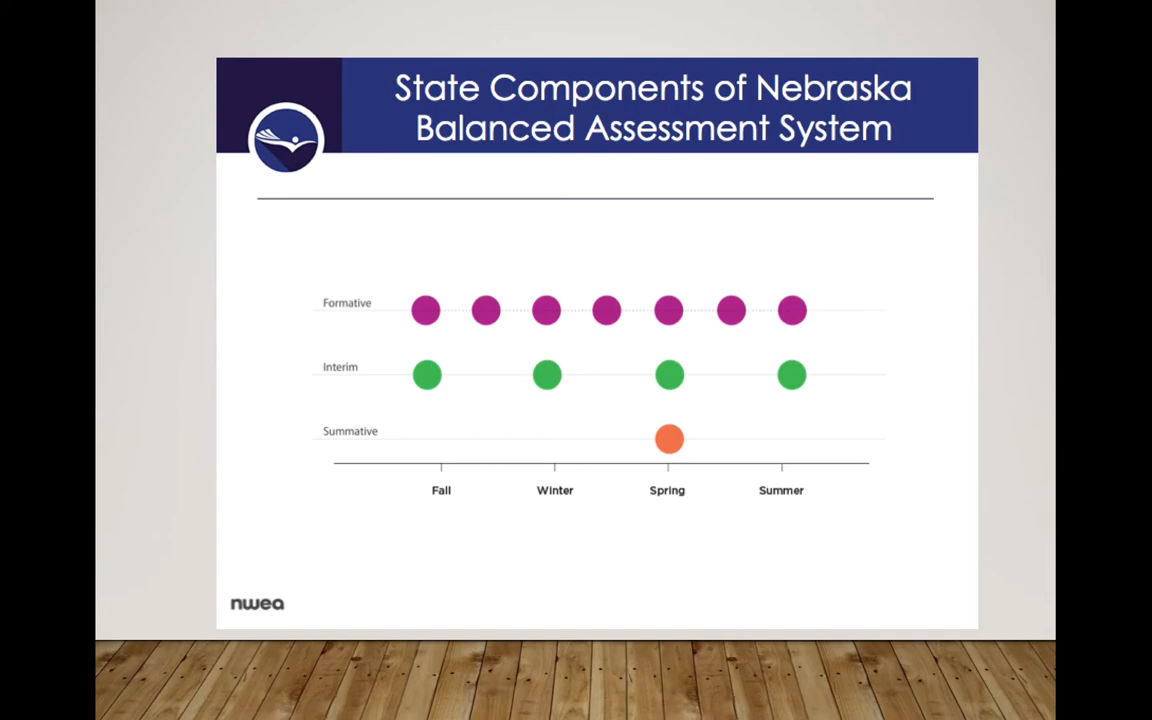 State Components of Nebraska
Balanced Assessment System
Formative
Interim
Summative
Fall Winter Spring Summer
nwea